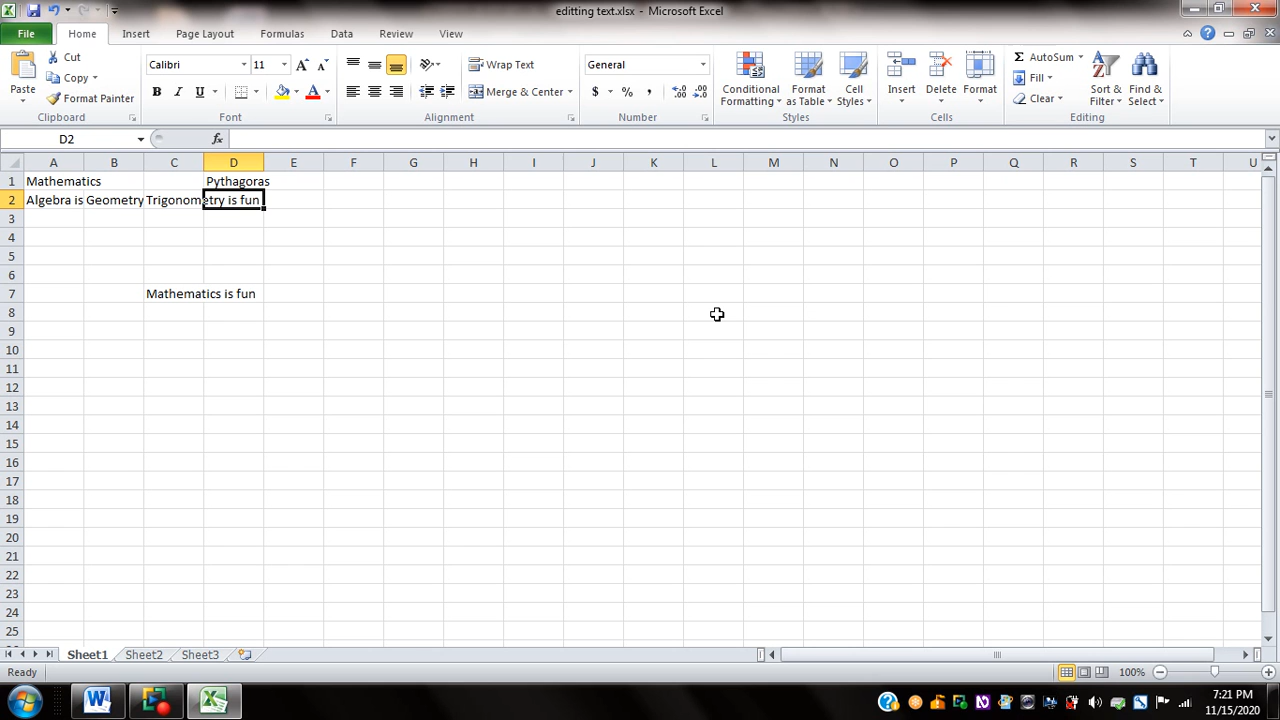 editting text.xlsx - Microsoft Excel
File Home Insert Page Layout Formulas Data Review View
Paste Cut Copy Format Painter Clipboard
Calibri 11 A A B I U A Font
Wrap Text Merge & Center Alignment
General $ % , .0 .00 .00 .0 Number
Conditional Formatting Format as Table Cell Styles Styles
Insert Delete Format Cells
Σ AutoSum Fill Clear Sort & Filter Find & Select Editing
D2 fx
A B C D E F G H I J K L M N O P Q R S T U
1 Mathematics Pythagoras
2 Algebra is Geometry Trigonometry is fun
3
4
5
6
7 Mathematics is fun
8
9
10
11
12
13
14
15
16
17
18
19
20
21
22
23
24
25
Sheet1 Sheet2 Sheet3
Ready 100%
7:21 PM
11/15/2020